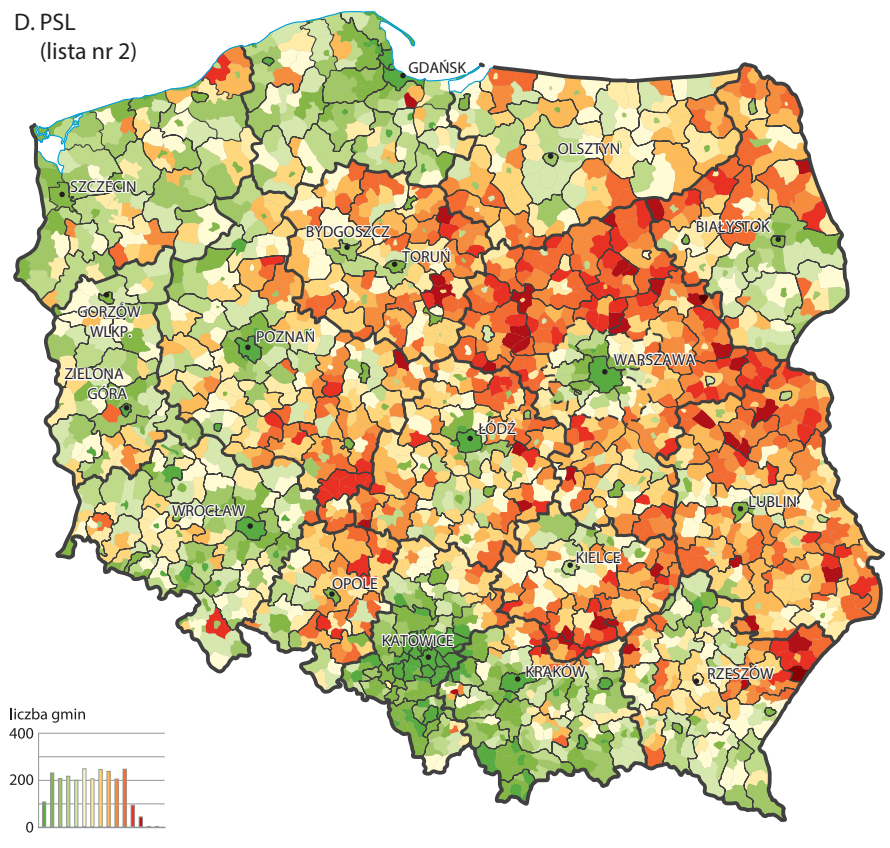 D. PSL
(lista nr 2)
GDAŃSK
OLSZTYN
SZCZECIN
BYDGOSZCZ
BIAŁYSTOK
TORUŃ
GORZÓW
WLKP.
POZNAŃ
WARSZAWA
ZIELONA
GÓRA
ŁÓDŹ
WROCŁAW
LUBLIN
KIELCE
OPOLE
KATOWICE
KRAKÓW
RZESZÓW
liczba gmin
400
200
0